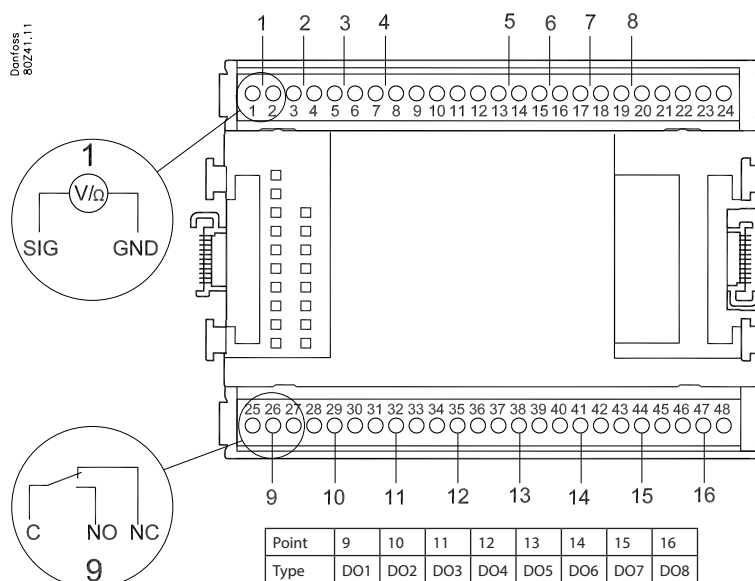 Danfoss
80Z41.11
1 2 3 4 5 6 7 8
1 2 3 4 5 6 7 8 9 10 11 12 13 14 15 16 17 18 19 20 21 22 23 24
1
V/Ω
SIG GND
25 26 27 28 29 30 31 32 33 34 35 36 37 38 39 40 41 42 43 44 45 46 47 48
9 10 11 12 13 14 15 16
C NO NC
9
Point 9 10 11 12 13 14 15 16
Type DO1 DO2 DO3 DO4 DO5 DO6 DO7 DO8